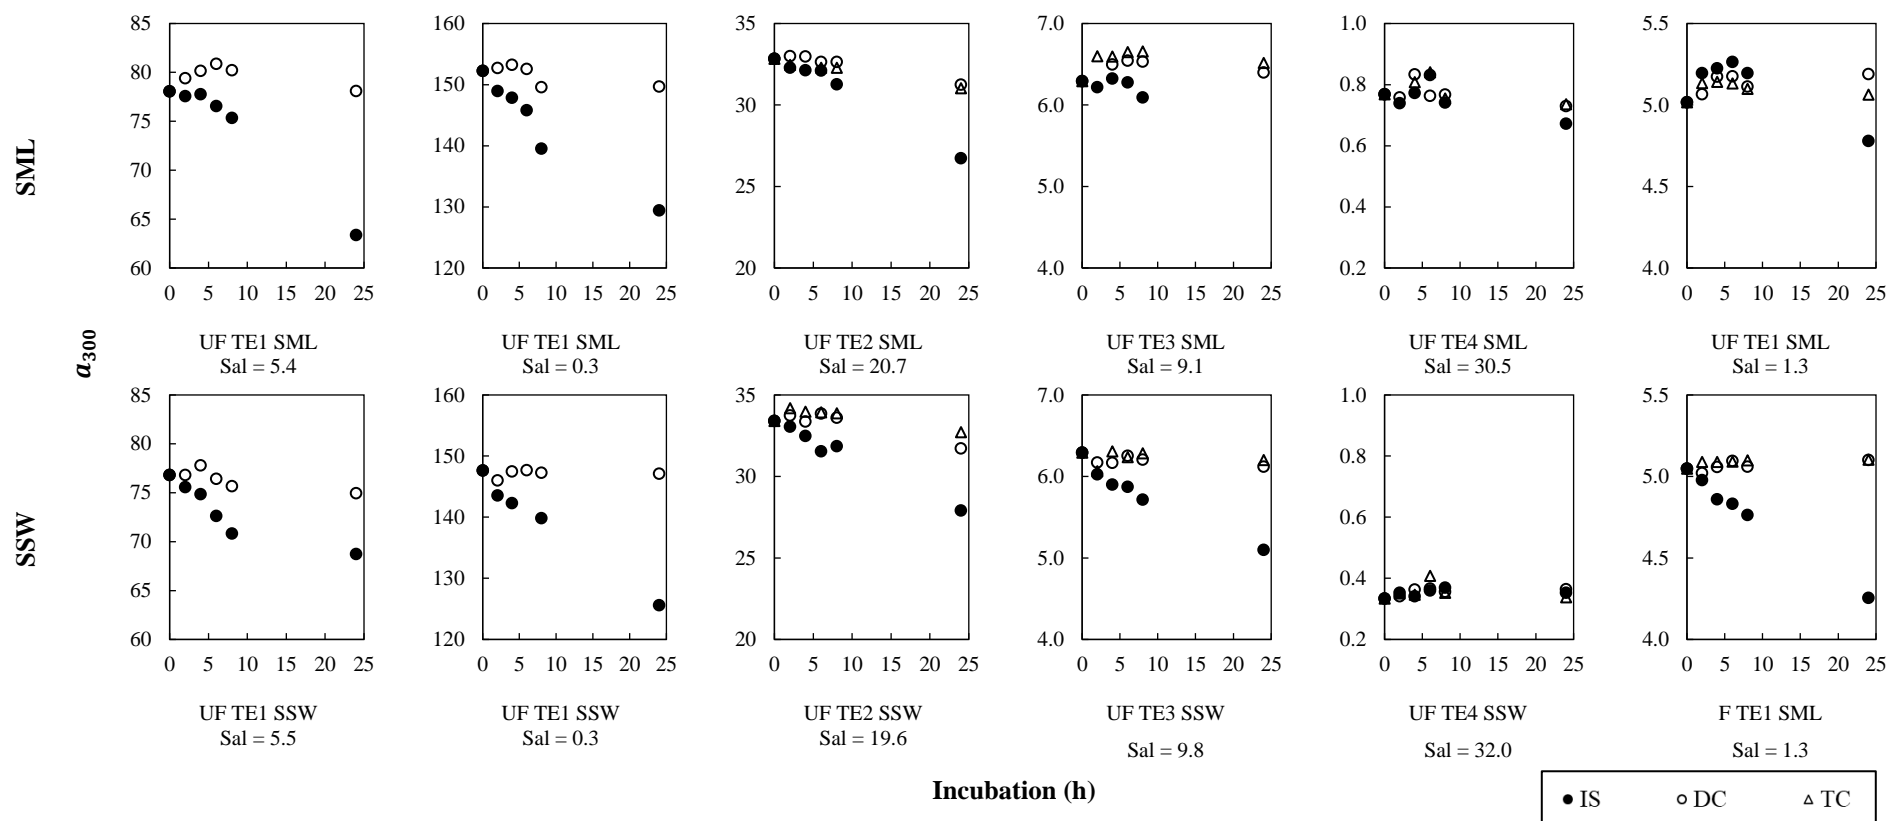 SML
SSW
a300
85
80
75
70
65
60
0 5 10 15 20 25
UF TE1 SML
Sal = 5.4
160
150
140
130
120
0 5 10 15 20 25
UF TE1 SML
Sal = 0.3
35
30
25
20
0 5 10 15 20 25
UF TE2 SML
Sal = 20.7
7.0
6.0
5.0
4.0
0 5 10 15 20 25
UF TE3 SML
Sal = 9.1
1.0
0.8
0.6
0.4
0.2
0 5 10 15 20 25
UF TE4 SML
Sal = 30.5
5.5
5.0
4.5
4.0
0 5 10 15 20 25
UF TE1 SML
Sal = 1.3
85
80
75
70
65
60
0 5 10 15 20 25
UF TE1 SSW
Sal = 5.5
160
150
140
130
120
0 5 10 15 20 25
UF TE1 SSW
Sal = 0.3
35
30
25
20
0 5 10 15 20 25
UF TE2 SSW
Sal = 19.6
7.0
6.0
5.0
4.0
0 5 10 15 20 25
UF TE3 SSW
Sal = 9.8
1.0
0.8
0.6
0.4
0.2
0 5 10 15 20 25
UF TE4 SSW
Sal = 32.0
5.5
5.0
4.5
4.0
0 5 10 15 20 25
F TE1 SML
Sal = 1.3
Incubation (h)
IS DC TC